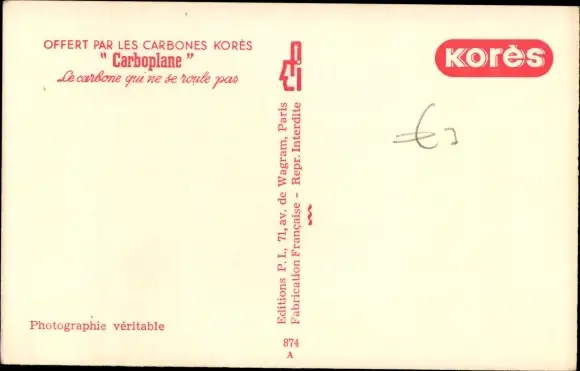 OFFERT PAR LES CARBONES KORÈS
" Carboplane "
Le carbone qui ne se roule pas
Korès
Editions P. I., 71, av. de Wagram, Paris
Fabrication Française - Repr. Interdite
Photographie véritable
874
A